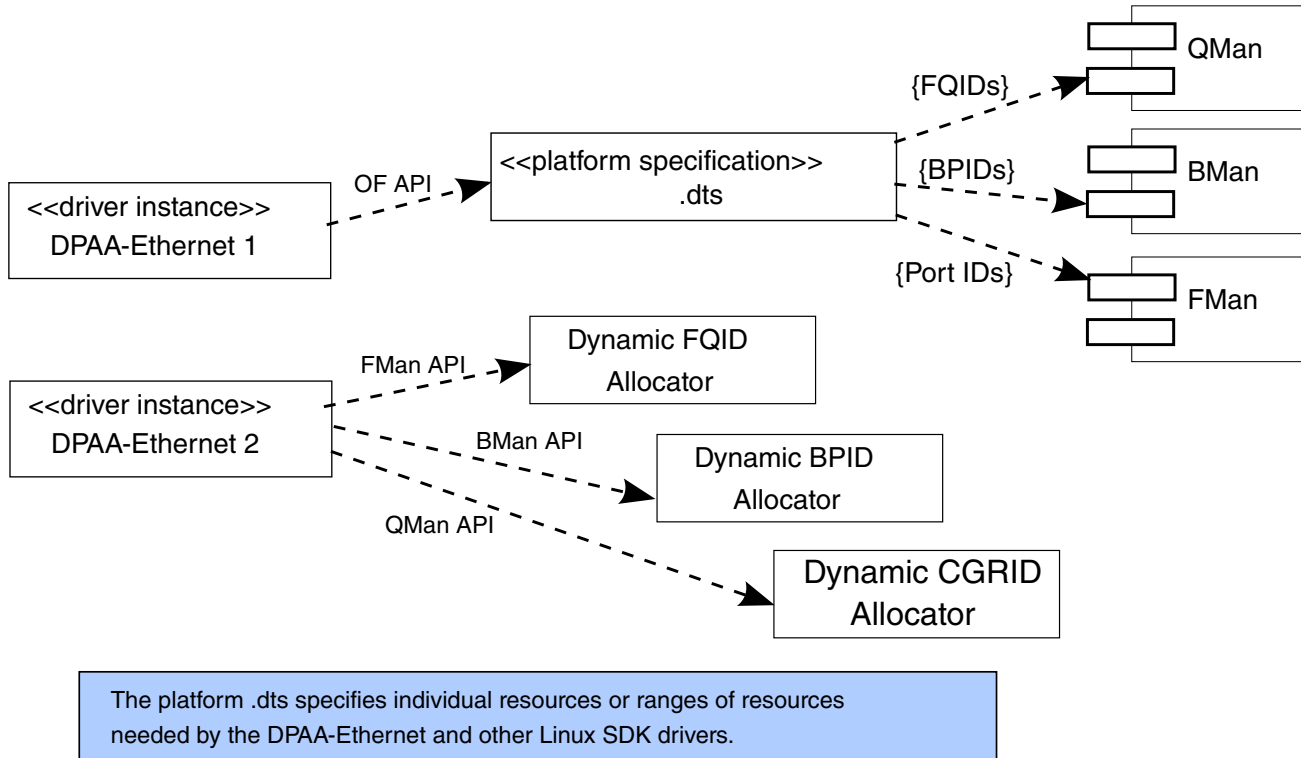 QMan
{FQIDs}
<<platform specification>>
.dts
{BPIDs}
BMan
OF API
<<driver instance>>
DPAA-Ethernet 1
{Port IDs}
FMan
Dynamic FQID
Allocator
FMan API
<<driver instance>>
DPAA-Ethernet 2
BMan API
Dynamic BPID
Allocator
QMan API
Dynamic CGRID
Allocator
The platform .dts specifies individual resources or ranges of resources
needed by the DPAA-Ethernet and other Linux SDK drivers.